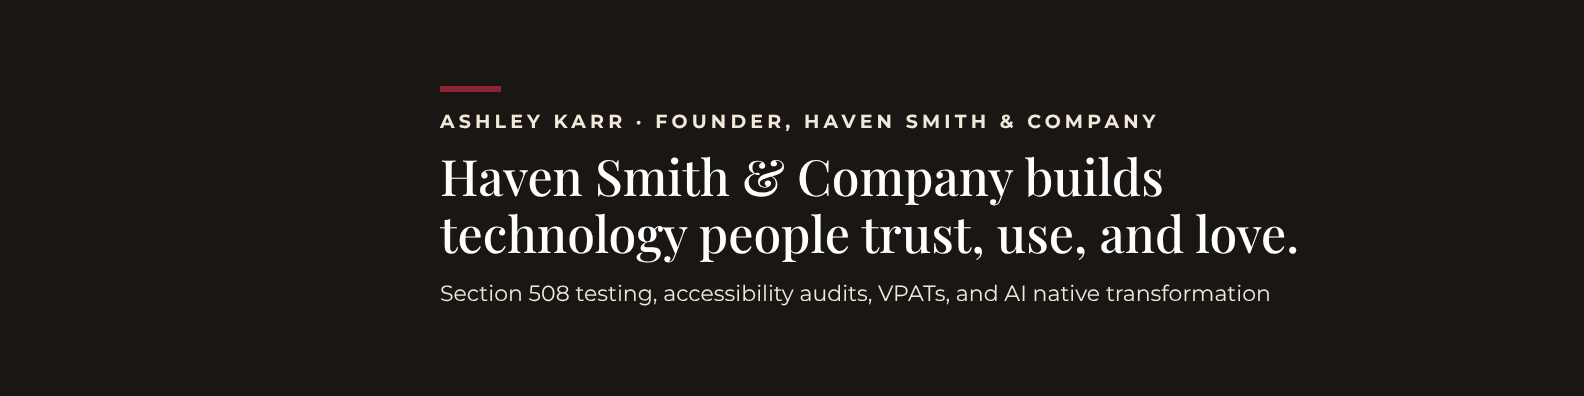 ASHLEY KARR · FOUNDER, HAVEN SMITH & COMPANY
Haven Smith & Company builds
technology people trust, use, and love.
Section 508 testing, accessibility audits, VPATs, and AI native transformation